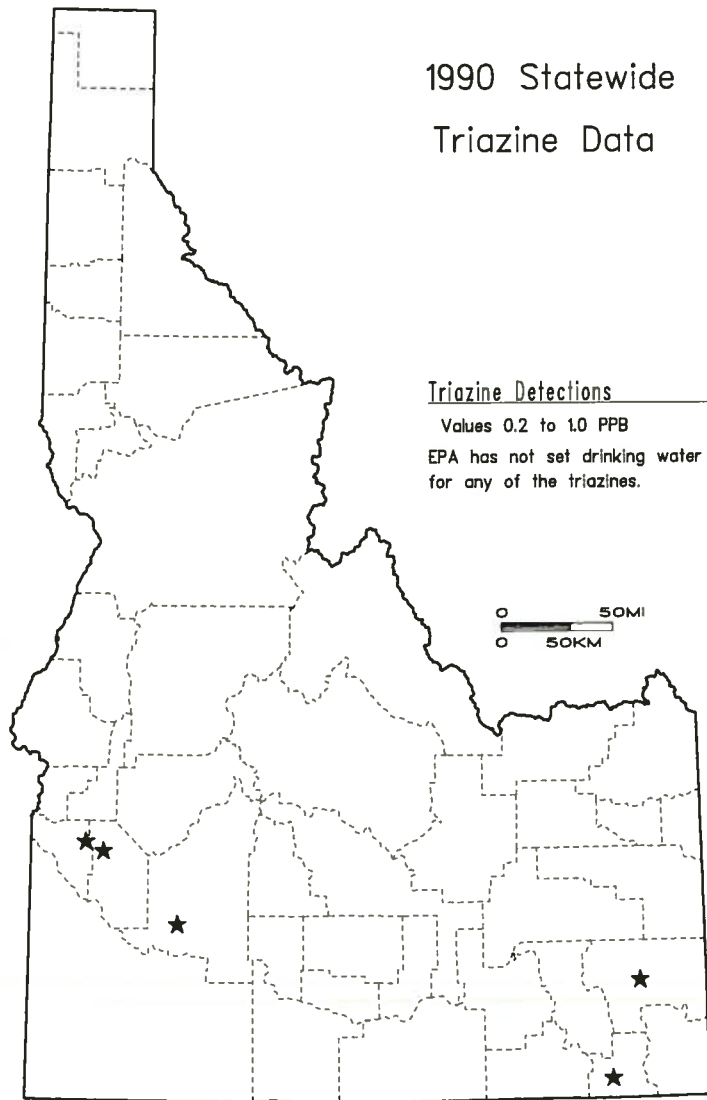 1990 Statewide
Triazine Data
Triazine Detections
Values 0.2 to 1.0 PPB
EPA has not set drinking water
for any of the triazines.
0 50MI
0 50KM